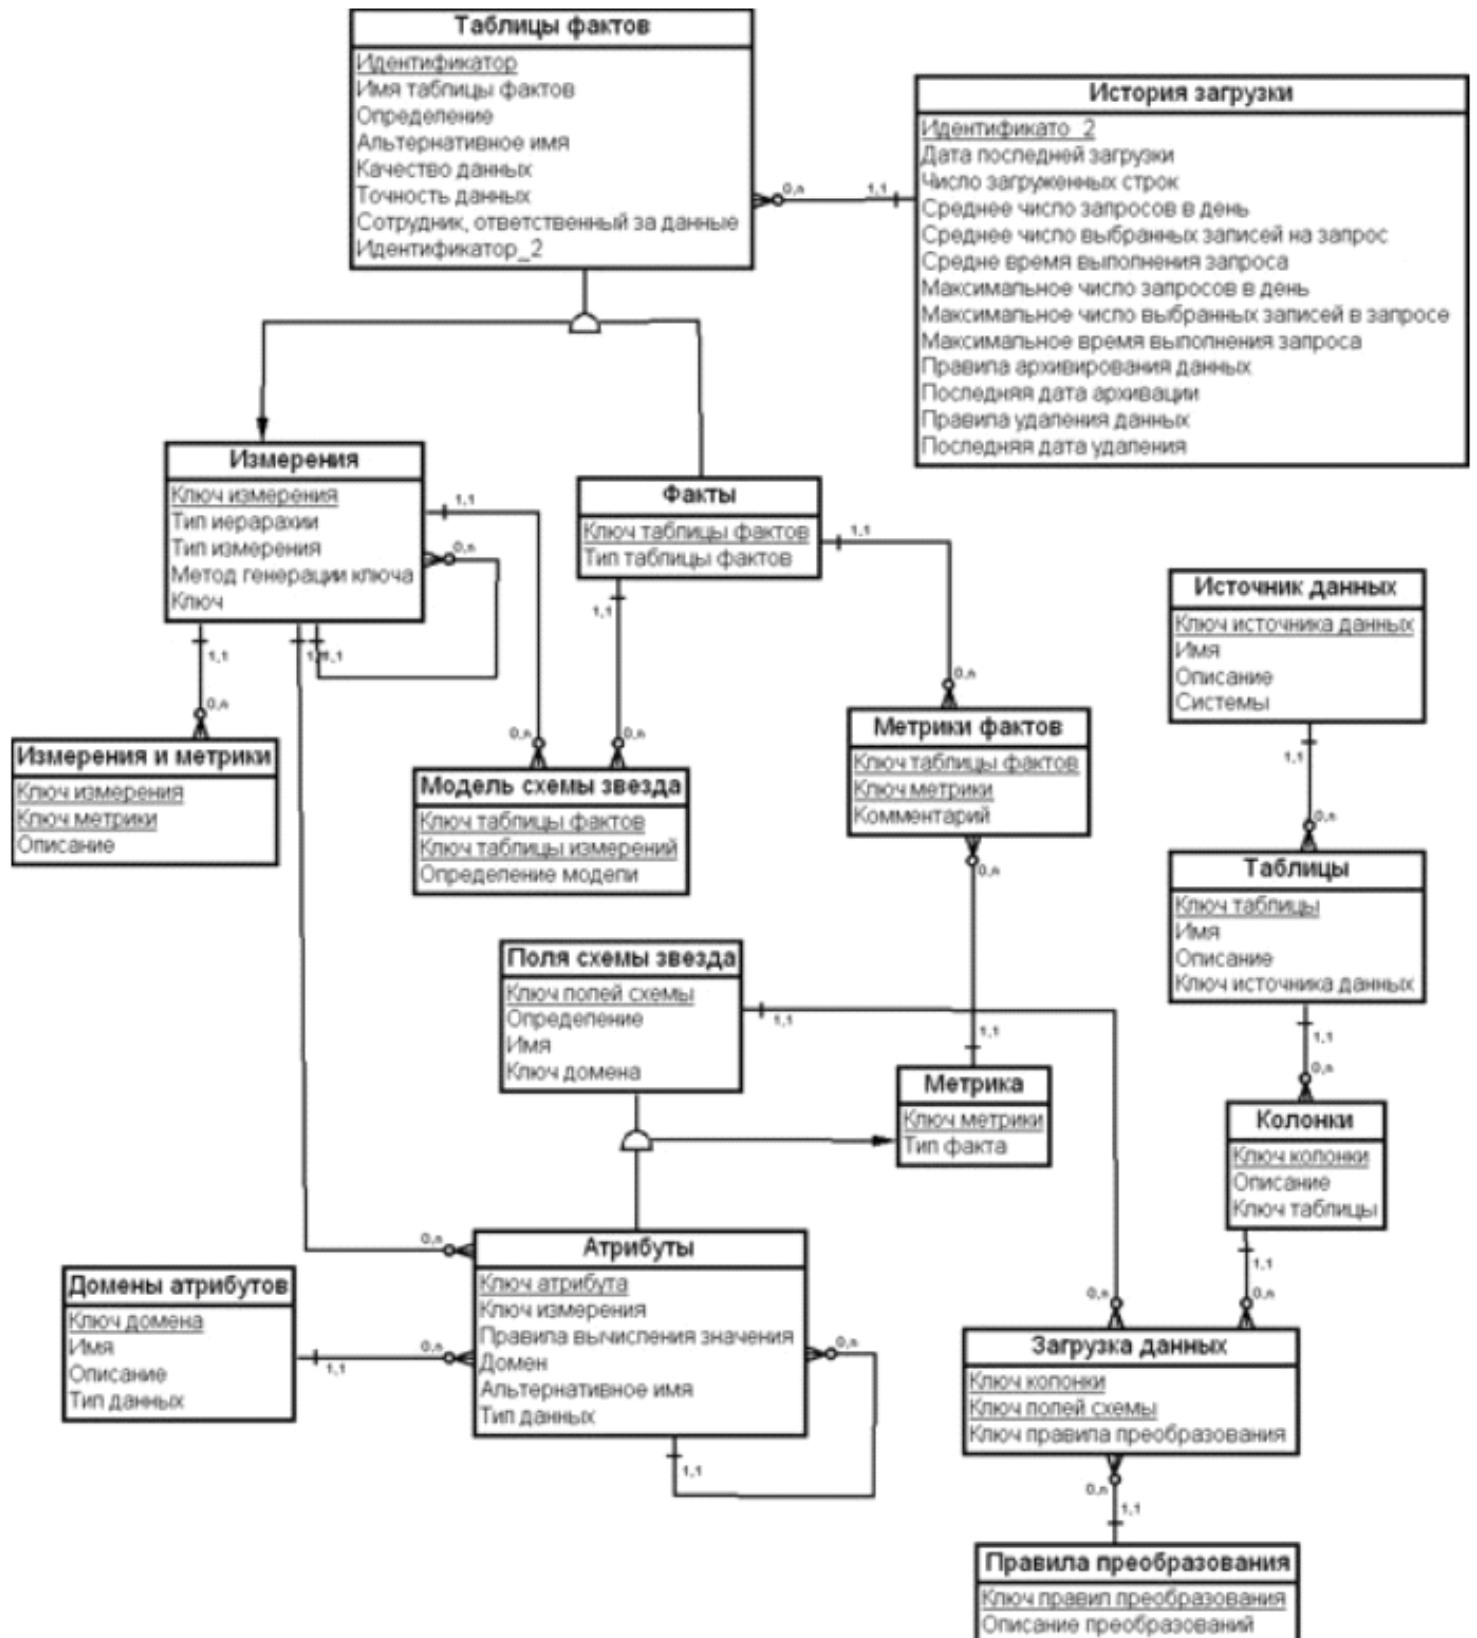 Таблицы фактов
Идентификатор
Имя таблицы фактов
Определение
Альтернативное имя
Качество данных
Точность данных
Сотрудник, ответственный за данные
Идентификатор_2
0,n
1,1
История загрузки
Идентификато_2
Дата последней загрузки
Число загруженных строк
Среднее число запросов в день
Среднее число выбранных записей на запрос
Средне время выполнения запроса
Максимальное число запросов в день
Максимальное число выбранных записей в запросе
Максимальное время выполнения запроса
Правила архивирования данных
Последняя дата архивации
Правила удаления данных
Последняя дата удаления
Измерения
Ключ измерения
Тип иерархии
Тип измерения
Метод генерации ключа
Ключ
1,1
0,n
1,1
1,1
1,1
0,n
Факты
Ключ таблицы фактов
Тип таблицы фактов
1,1
1,1
0,n
0,n
0,n
Измерения и метрики
Ключ измерения
Ключ метрики
Описание
Модель схемы звезда
Ключ таблицы фактов
Ключ таблицы измерений
Определение модели
Метрики фактов
Ключ таблицы фактов
Ключ метрики
Комментарий
0,n
1,1
Источник данных
Ключ источника данных
Имя
Описание
Системы
1,1
0,n
Таблицы
Ключ таблицы
Имя
Описание
Ключ источника данных
1,1
0,n
Поля схемы звезда
Ключ полей схемы
Определение
Имя
Ключ домена
1,1
Метрика
Ключ метрики
Тип факта
Колонки
Ключ колонки
Описание
Ключ таблицы
1,1
0,n
0,n
0,n
Атрибуты
Ключ атрибута
Ключ измерения
Правила вычисления значения
Домен
Альтернативное имя
Тип данных
0,n
1,1
Домены атрибутов
Ключ домена
Имя
Описание
Тип данных
1,1
0,n
Загрузка данных
Ключ колонки
Ключ полей схемы
Ключ правила преобразования
0,n
1,1
Правила преобразования
Ключ правил преобразования
Описание преобразований